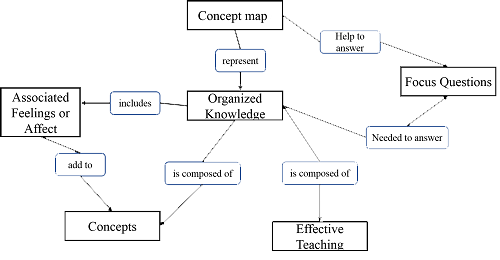 Concept map
Help to
answer
represent
Focus Questions
Associated
Feelings or
Affect
includes
Organized
Knowledge
Needed to answer
add to
is composed of
is composed of
Concepts
Effective
Teaching